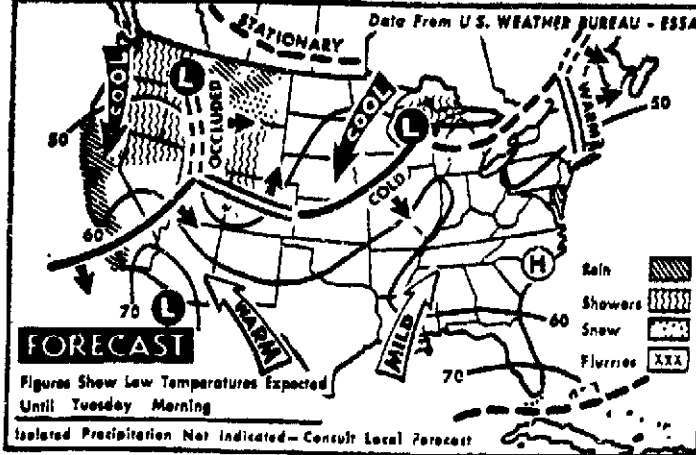 Data From U.S. WEATHER BUREAU - ESSA
STATIONARY
COOL
L
OCCLUDED
COOL
L
WARM
50
50
COLD
60
H
70
L
WARM
MILD
60
70
Rain
Showers
Snow
Flurries XXX
FORECAST
Figures Show Low Temperatures Expected
Until Tuesday Morning
Isolated Precipitation Not Indicated—Consult Local Forecast